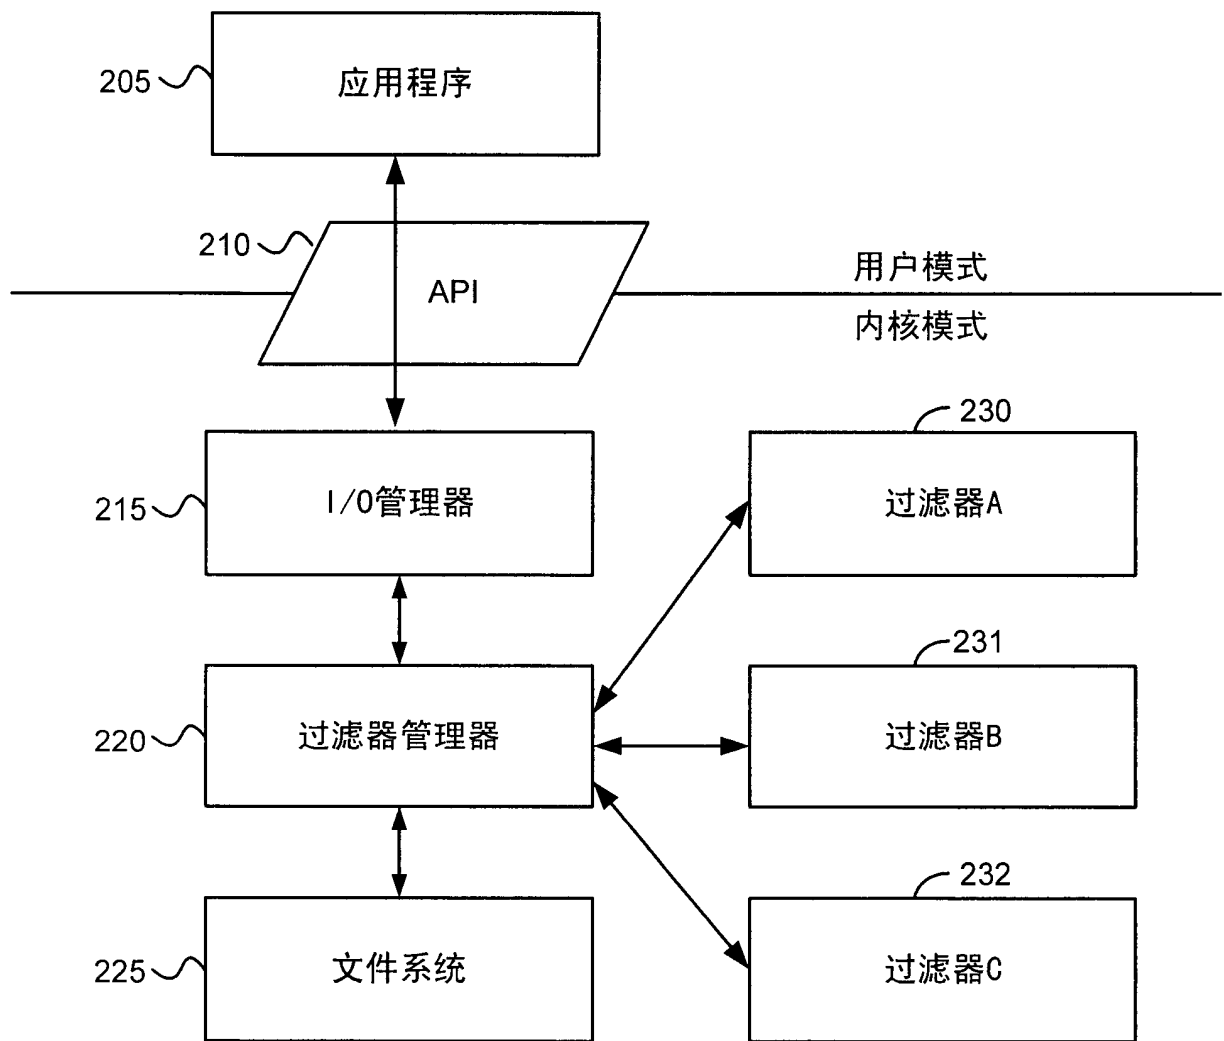 205
应用程序
210
API
用户模式
内核模式
230
215
I/O管理器
过滤器A
231
220
过滤器管理器
过滤器B
232
225
文件系统
过滤器C